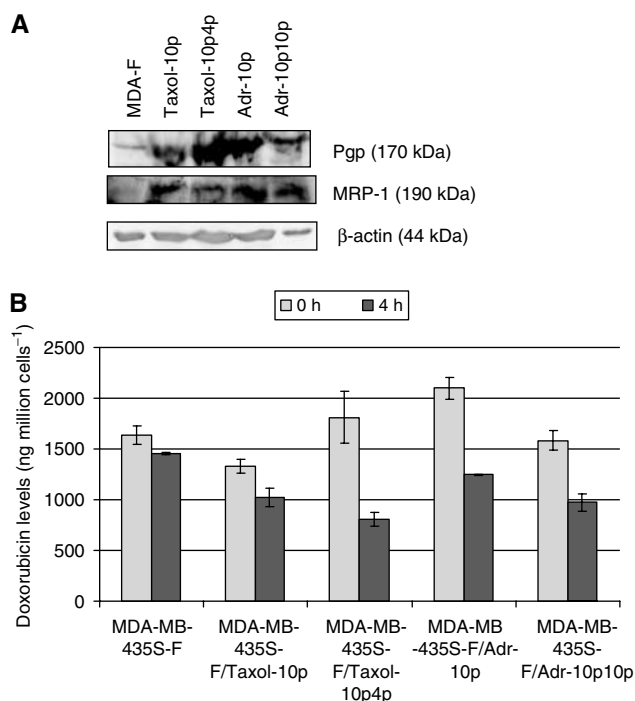 A
MDA-F
Taxol-10p
Taxol-10p4p
Adr-10p
Adr-10p10p
Pgp (170 kDa)
MRP-1 (190 kDa)
β-actin (44 kDa)
B
0 h
4 h
Doxorubicin levels (ng million cells⁻¹)
2500
2000
1500
1000
500
0
MDA-MB-
435S-F
MDA-MB-
435S-
F/Taxol-10p
MDA-MB-
435S-
F/Taxol-
10p4p
MDA-MB
-435S-F/Adr-
10p
MDA-MB-
435S-
F/Adr-10p10p